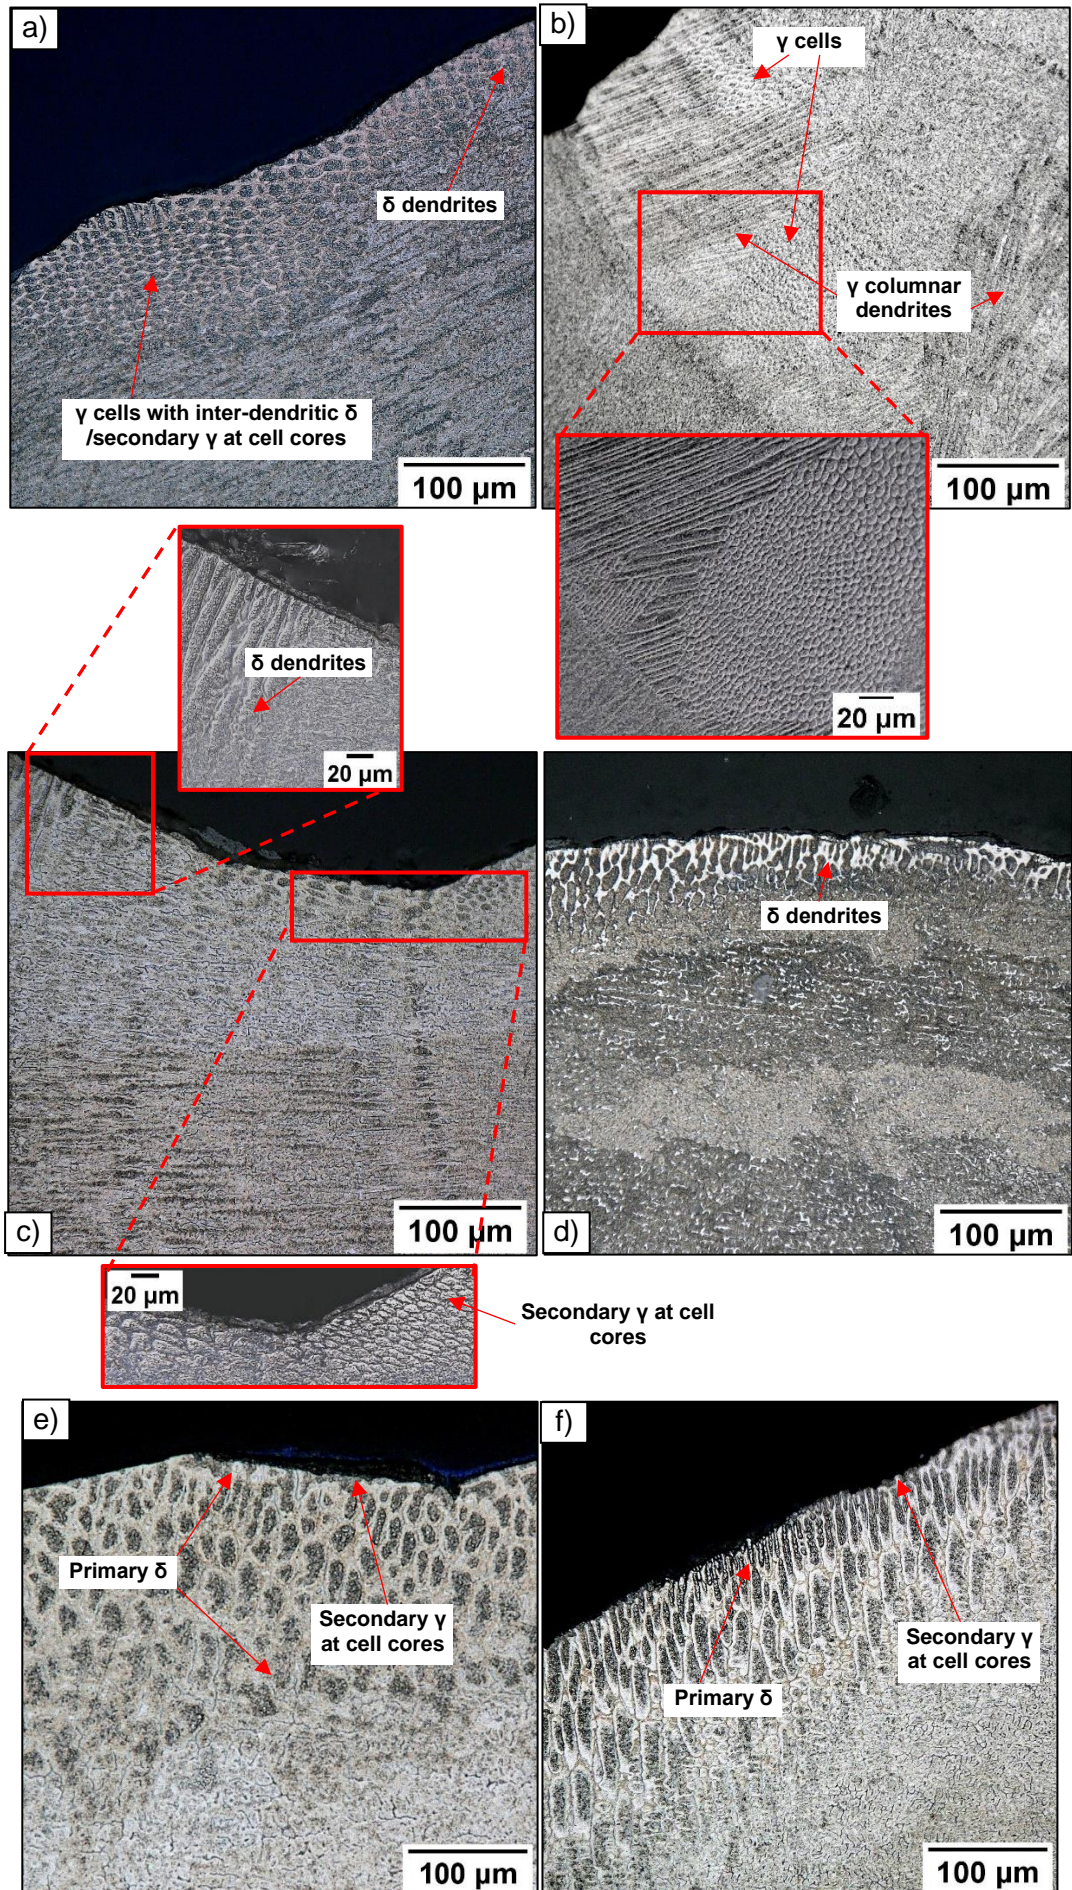 a)
δ dendrites
γ cells with inter-dendritic δ
/secondary γ at cell cores
100 µm
b)
γ cells
γ columnar
dendrites
100 µm
20 µm
δ dendrites
20 µm
c)
100 µm
δ dendrites
d)
100 µm
20 µm
Secondary γ at cell
cores
e)
Primary δ
Secondary γ
at cell cores
100 µm
f)
Secondary γ
at cell cores
Primary δ
100 µm